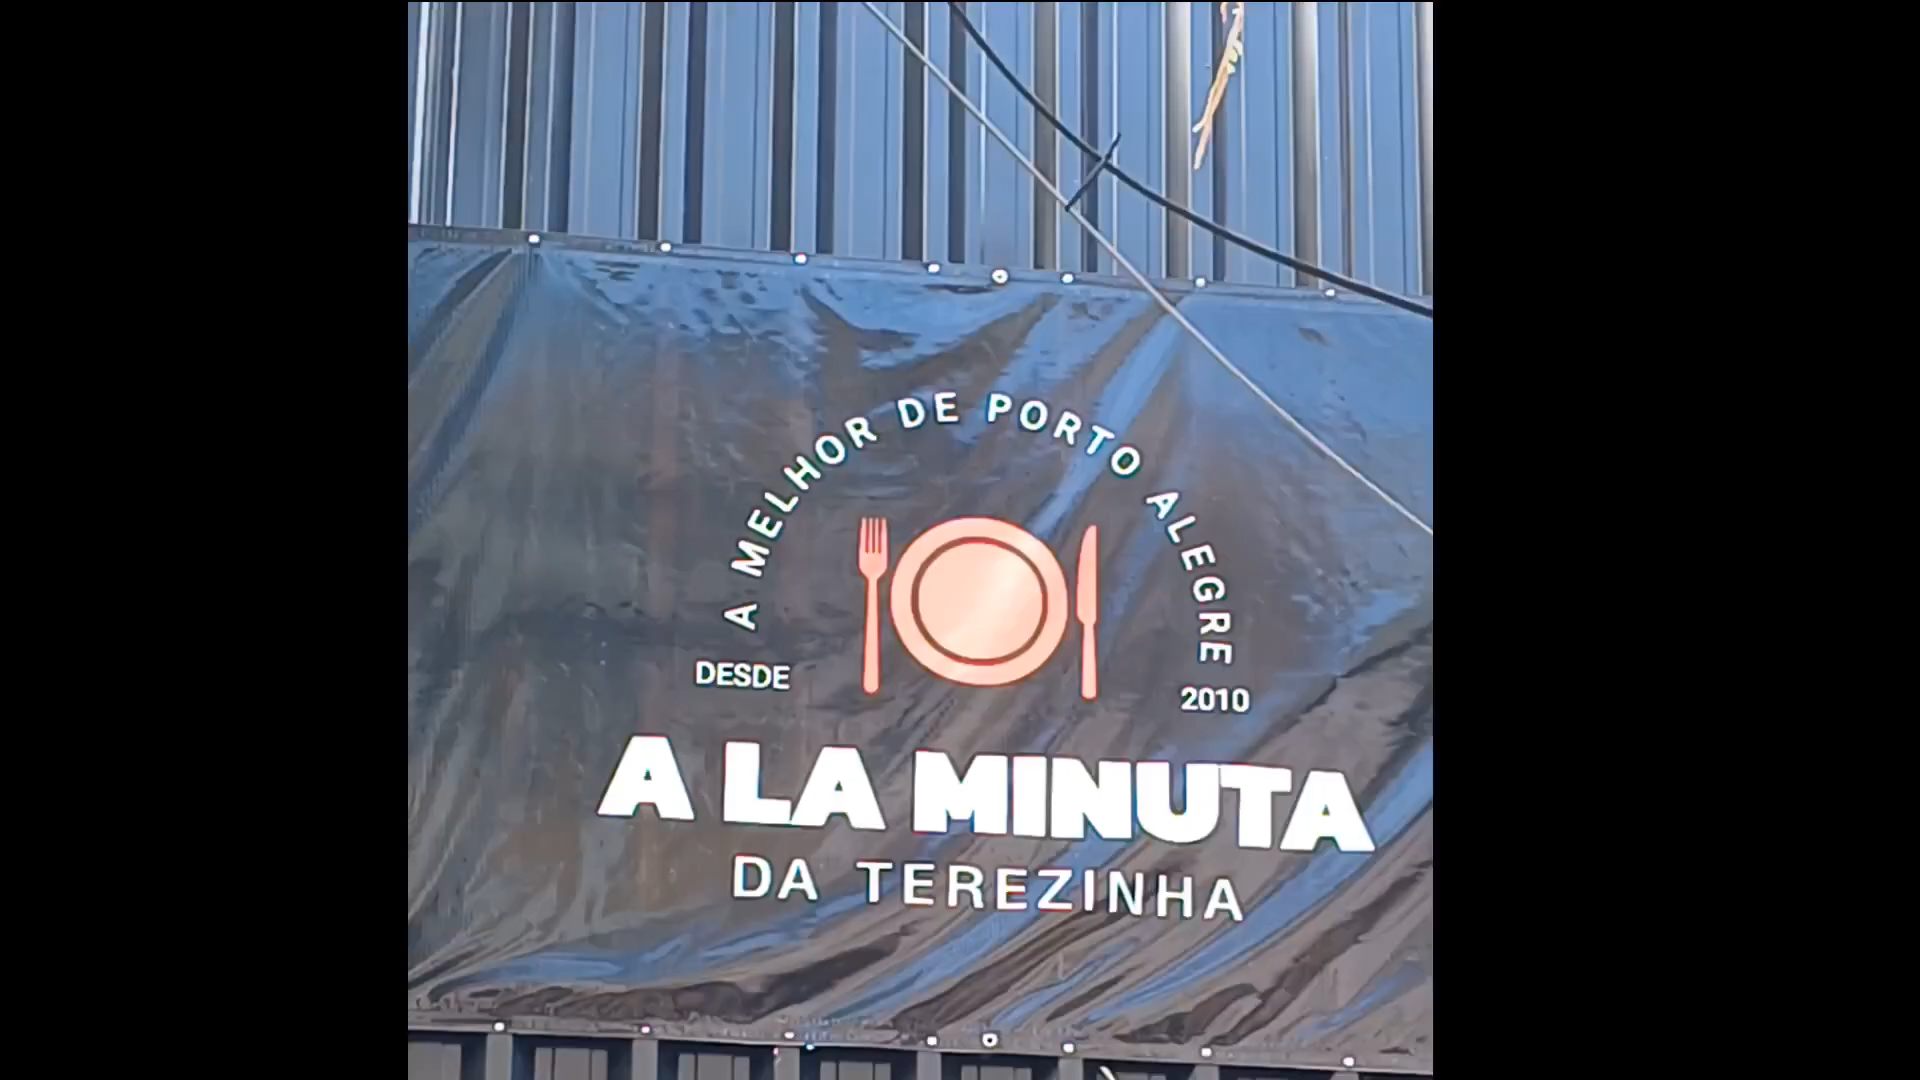 A MELHOR DE PORTO ALEGRE
DESDE
2010
A LA MINUTA
DA TEREZINHA